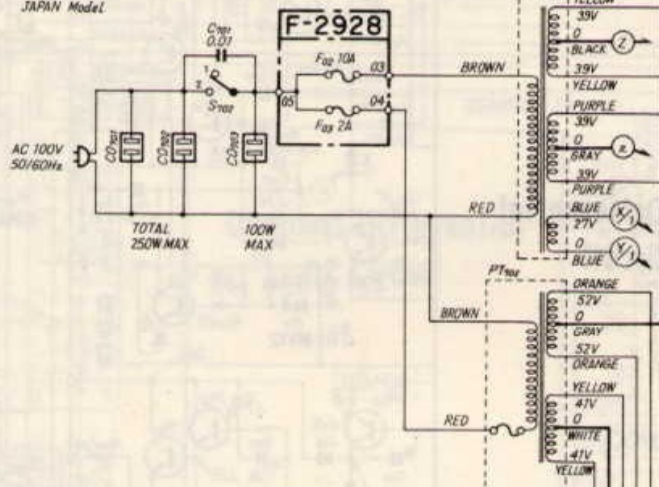 JAPAN Model
F-2928
C701
0.01
1
2
S702
F02 10A
03
05
04
F03 2A
AC 100V
50/60Hz
CO701
CO702
CO703
TOTAL
250W MAX
100W
MAX
BROWN
RED
YELLOW
39V
0
BLACK
Z
39V
YELLOW
PURPLE
39V
0
GRAY
39V
PURPLE
BLUE
27V
X/1
0
Y/1
BLUE
PT702
BROWN
RED
ORANGE
52V
0
GRAY
52V
ORANGE
YELLOW
41V
0
WHITE
41V
YELLOW